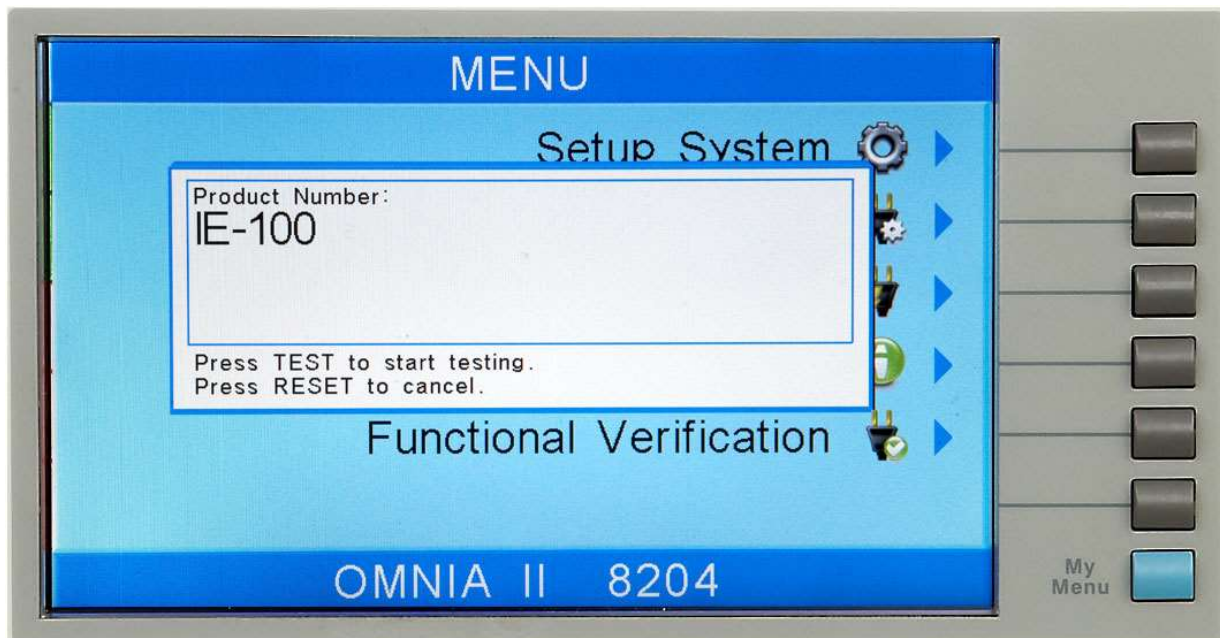 MENU
Setup System
Product Number:
IE-100
Press TEST to start testing.
Press RESET to cancel.
Functional Verification
OMNIA II 8204
My
Menu